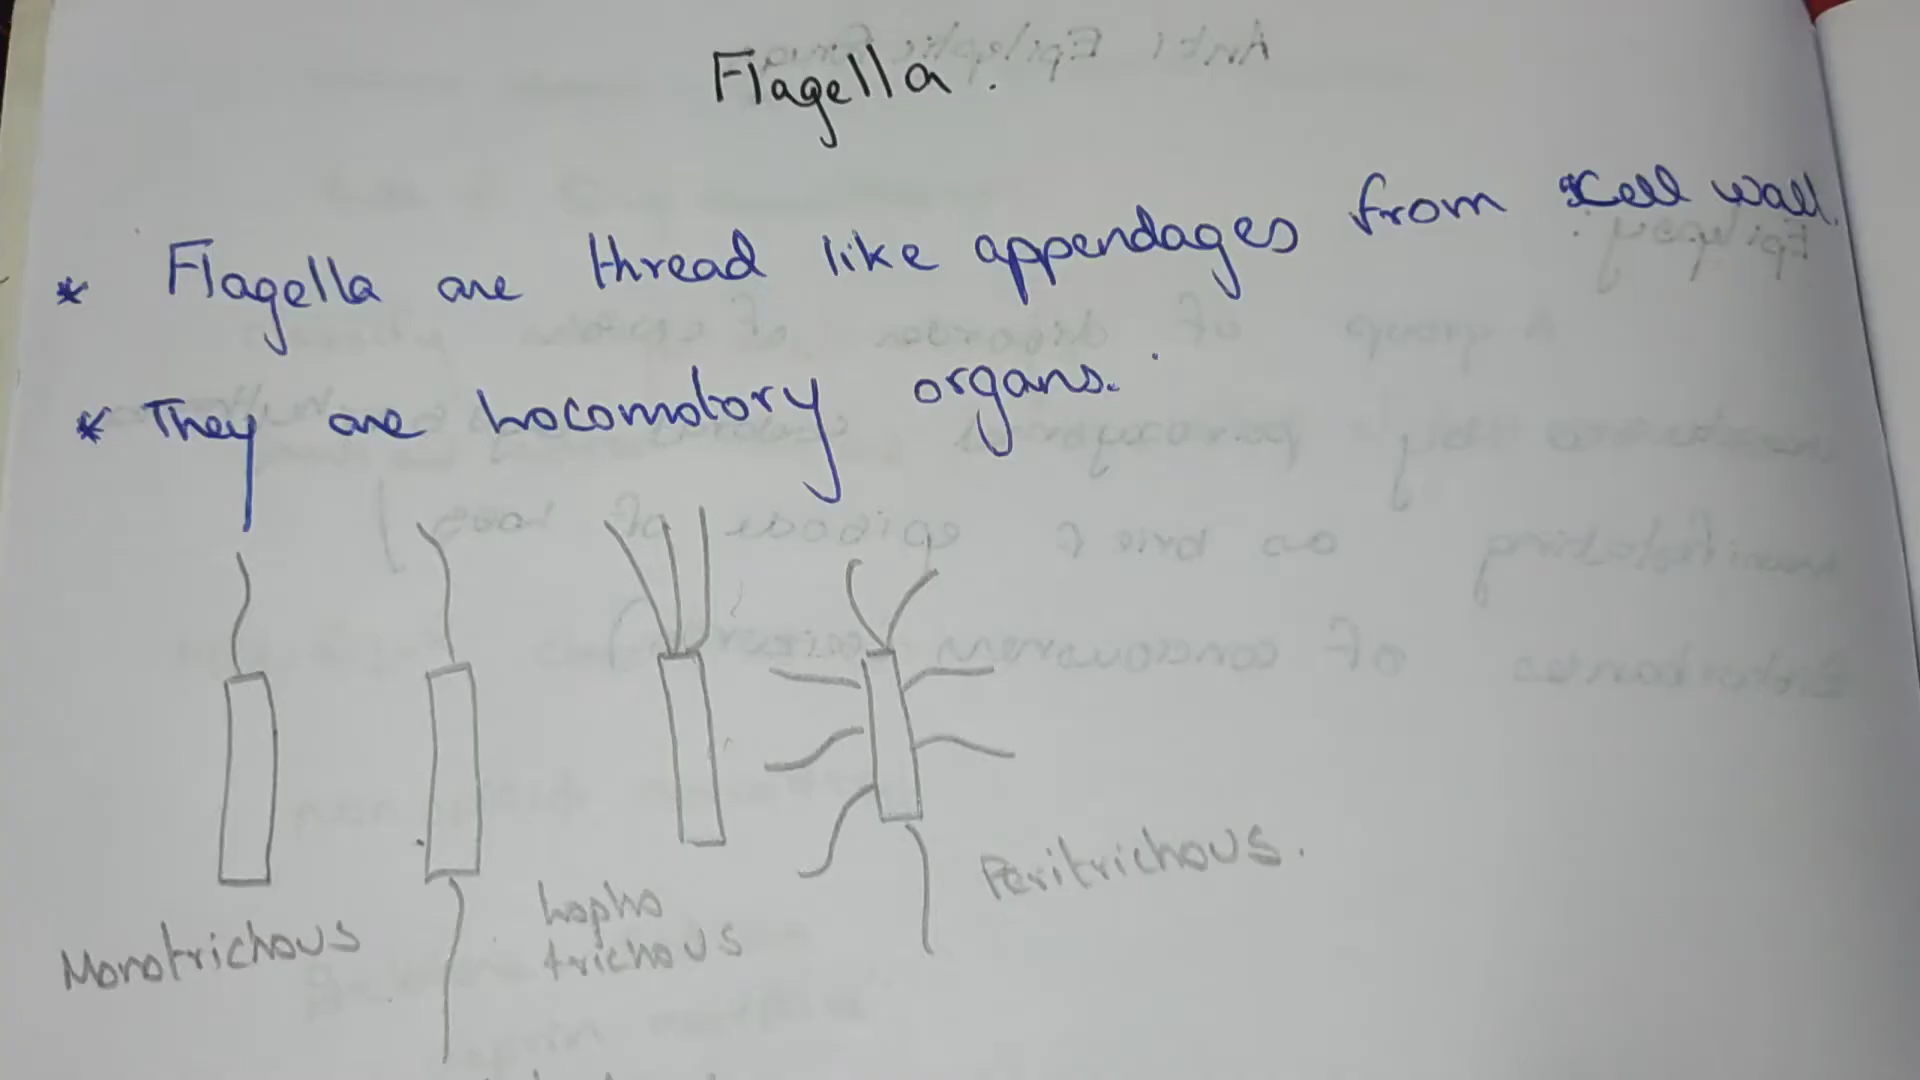 Flagella.
* Flagella are thread like appendages from cell wall.
* They are Locomotory organs.
Monotrichous
Lopho
trichous
Peritrichous.